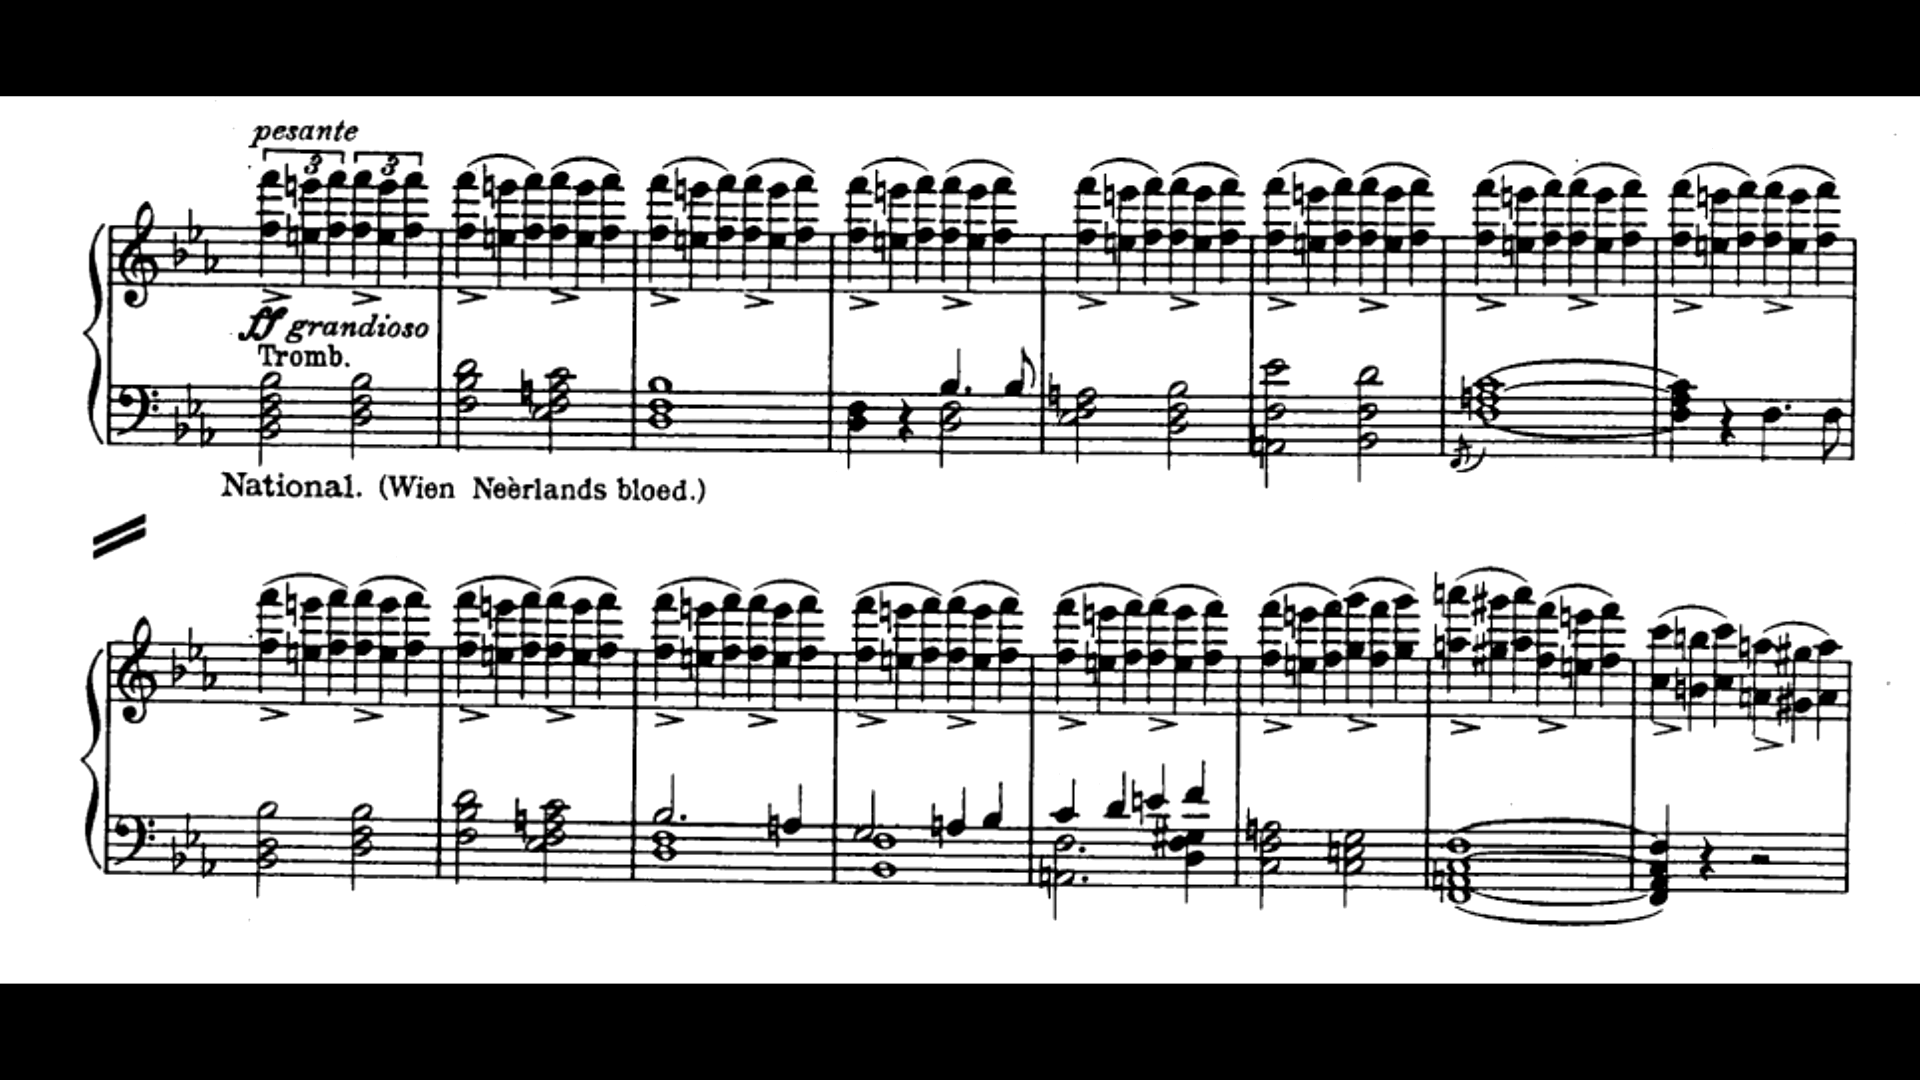 pesante
3 3
ff grandioso
Tromb.
National. (Wien Neèrlands bloed.)